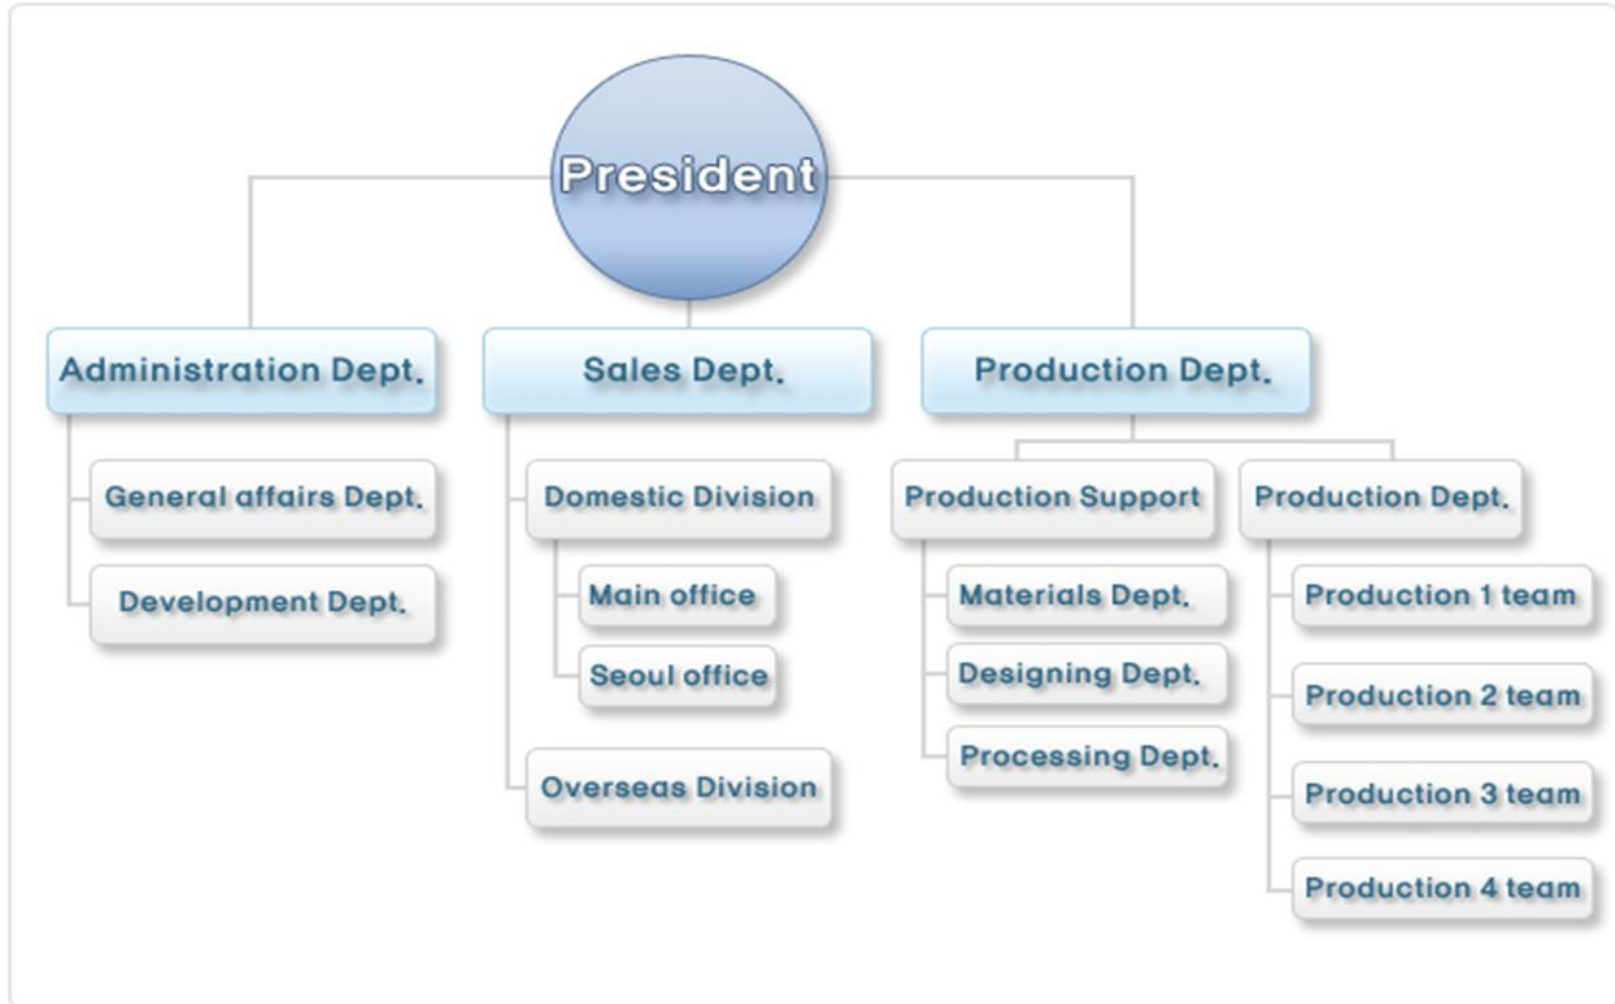 President
Administration Dept.
Sales Dept.
Production Dept.
General affairs Dept.
Development Dept.
Domestic Division
Main office
Seoul office
Overseas Division
Production Support
Materials Dept.
Designing Dept.
Processing Dept.
Production Dept.
Production 1 team
Production 2 team
Production 3 team
Production 4 team